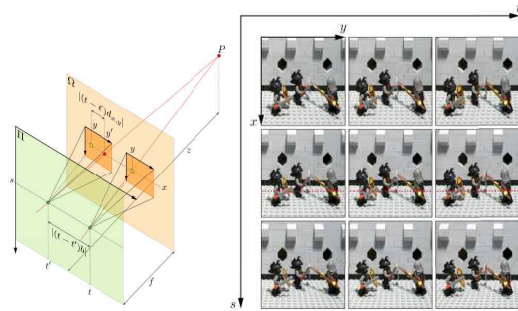 P
Ω
|(t − t′)d_{x,y}|
Π
y
y′
y
z
x
s
|(t − t′)b|
f
t′
t
t
y
x
s